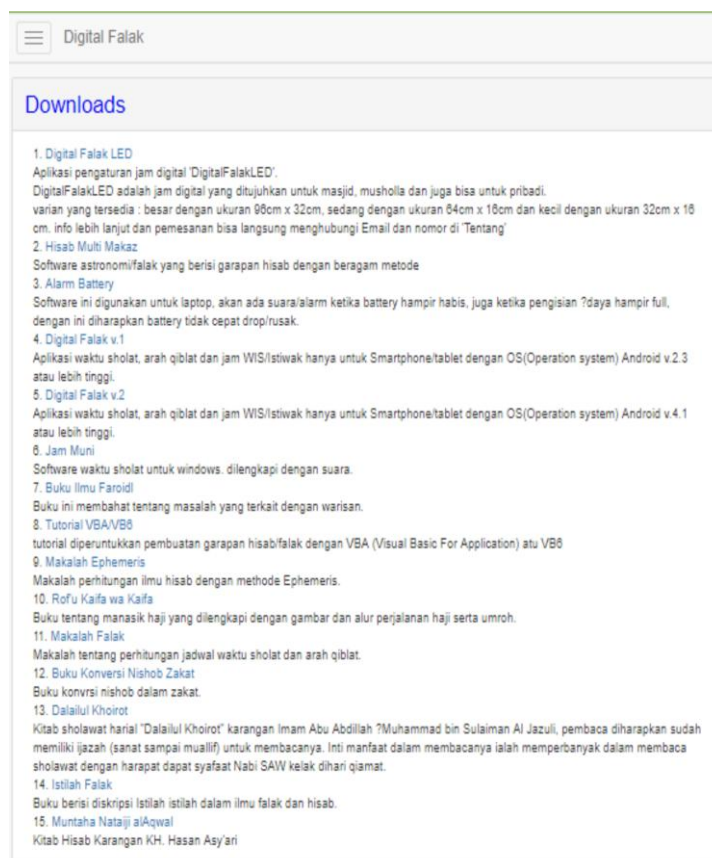 Digital Falak
Downloads
1. Digital Falak LED
Aplikasi pengaturan jam digital 'DigitalFalakLED'.
DigitalFalakLED adalah jam digital yang ditujuhkan untuk masjid, musholla dan juga bisa untuk pribadi.
varian yang tersedia : besar dengan ukuran 96cm x 32cm, sedang dengan ukuran 64cm x 16cm dan kecil dengan ukuran 32cm x 16
cm. info lebih lanjut dan pemesanan bisa langsung menghubungi Email dan nomor di 'Tentang'
2. Hisab Multi Makaz
Software astronomi/falak yang berisi garapan hisab dengan beragam metode
3. Alarm Battery
Software ini digunakan untuk laptop, akan ada suara/alarm ketika battery hampir habis, juga ketika pengisian ?daya hampir full,
dengan ini diharapkan battery tidak cepat drop/rusak.
4. Digital Falak v.1
Aplikasi waktu sholat, arah qiblat dan jam WIS/Istiwak hanya untuk Smartphone/tablet dengan OS(Operation system) Android v.2.3
atau lebih tinggi.
5. Digital Falak v.2
Aplikasi waktu sholat, arah qiblat dan jam WIS/Istiwak hanya untuk Smartphone/tablet dengan OS(Operation system) Android v.4.1
atau lebih tinggi.
6. Jam Muni
Software waktu sholat untuk windows. dilengkapi dengan suara.
7. Buku Ilmu Faroidl
Buku ini membahat tentang masalah yang terkait dengan warisan.
8. Tutorial VBA/VB6
tutorial diperuntukkan pembuatan garapan hisab/falak dengan VBA (Visual Basic For Application) atu VB6
9. Makalah Ephemeris
Makalah perhitungan ilmu hisab dengan methode Ephemeris.
10. Rof'u Kaifa wa Kaifa
Buku tentang manasik haji yang dilengkapi dengan gambar dan alur perjalanan haji serta umroh.
11. Makalah Falak
Makalah tentang perhitungan jadwal waktu sholat dan arah qiblat.
12. Buku Konversi Nishob Zakat
Buku konvrsi nishob dalam zakat.
13. Dalailul Khoirot
Kitab sholawat harial "Dalailul Khoirot" karangan Imam Abu Abdillah ?Muhammad bin Sulaiman Al Jazuli, pembaca diharapkan sudah
memiliki ijazah (sanat sampai muallif) untuk membacanya. Inti manfaat dalam membacanya ialah memperbanyak dalam membaca
sholawat dengan harapat dapat syafaat Nabi SAW kelak dihari qiamat.
14. Istilah Falak
Buku berisi diskripsi Istilah istilah dalam ilmu falak dan hisab.
15. Muntaha Nataiji alAqwal
Kitab Hisab Karangan KH. Hasan Asy'ari